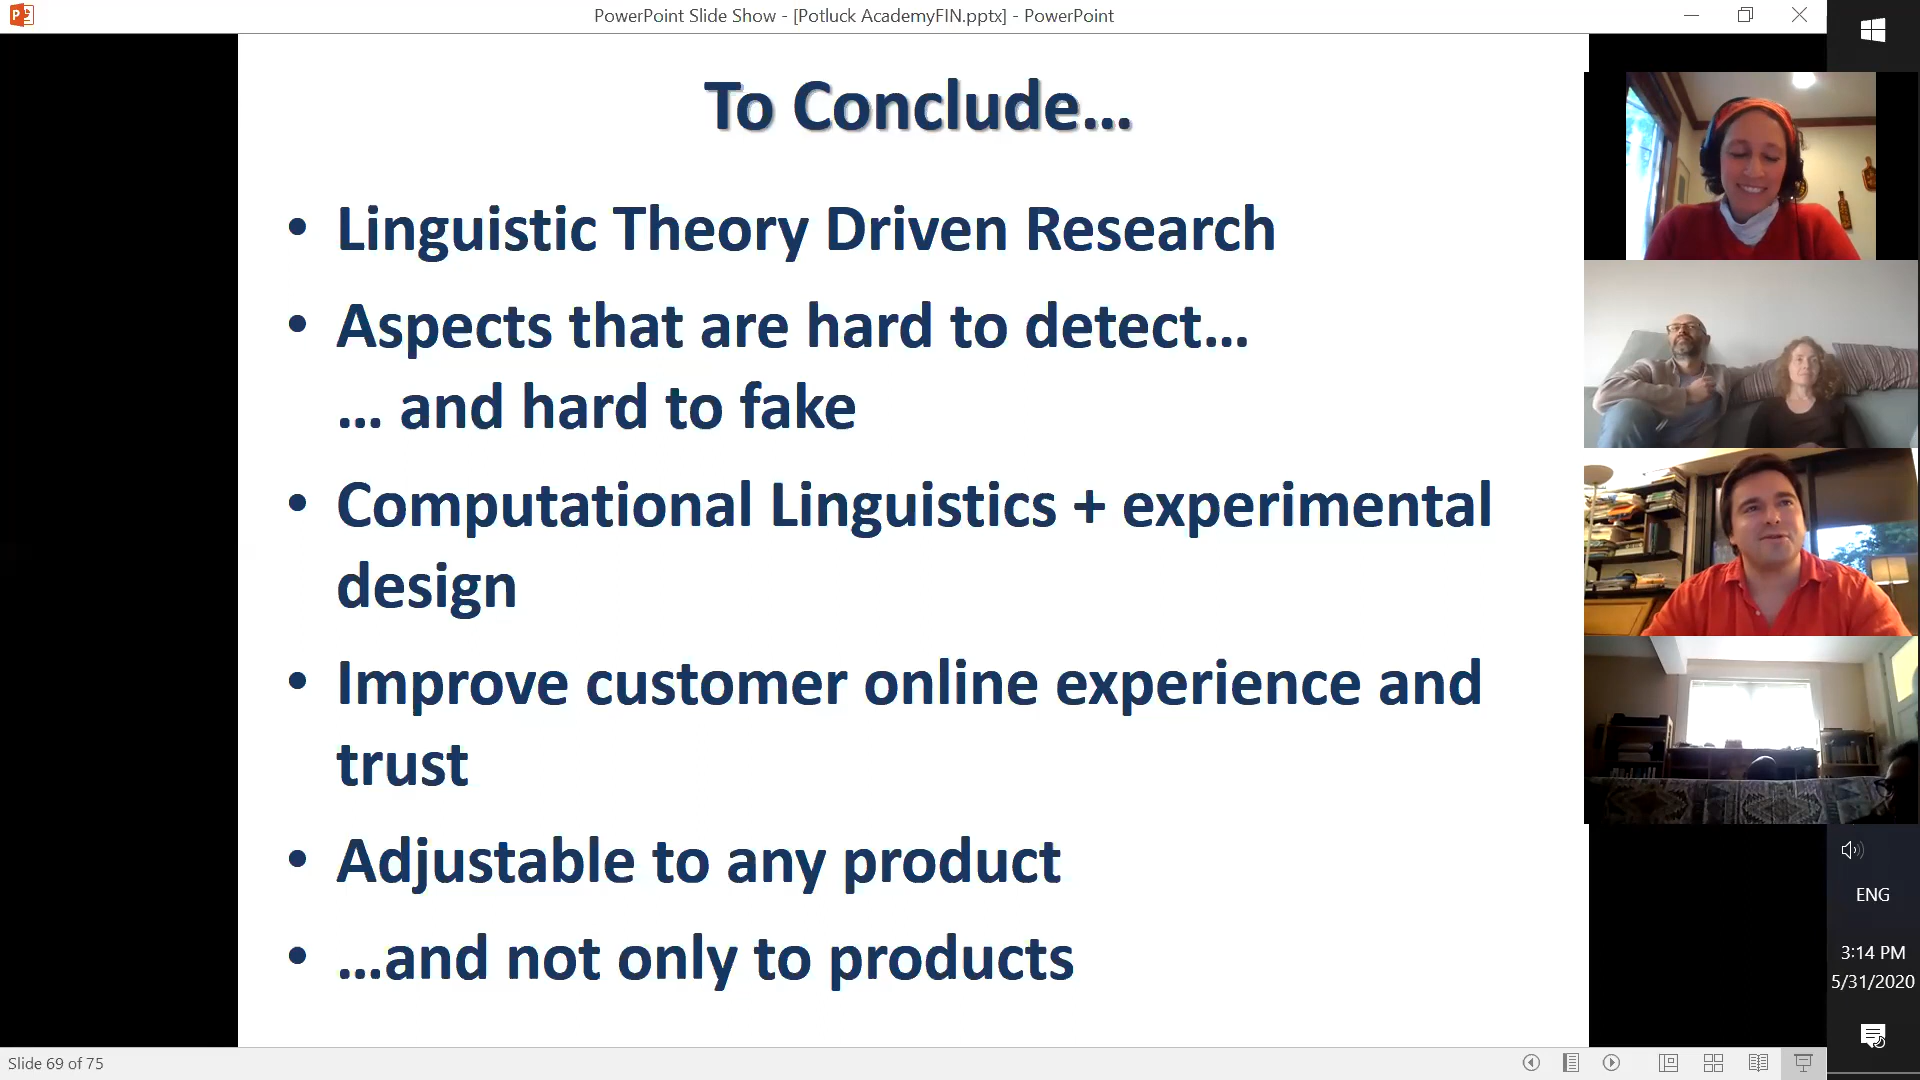 PowerPoint Slide Show - [Potluck AcademyFIN.pptx] - PowerPoint
To Conclude...
• Linguistic Theory Driven Research
• Aspects that are hard to detect...
... and hard to fake
• Computational Linguistics + experimental
design
• Improve customer online experience and
trust
• Adjustable to any product
• ...and not only to products
ENG
3:14 PM
5/31/2020
Slide 69 of 75